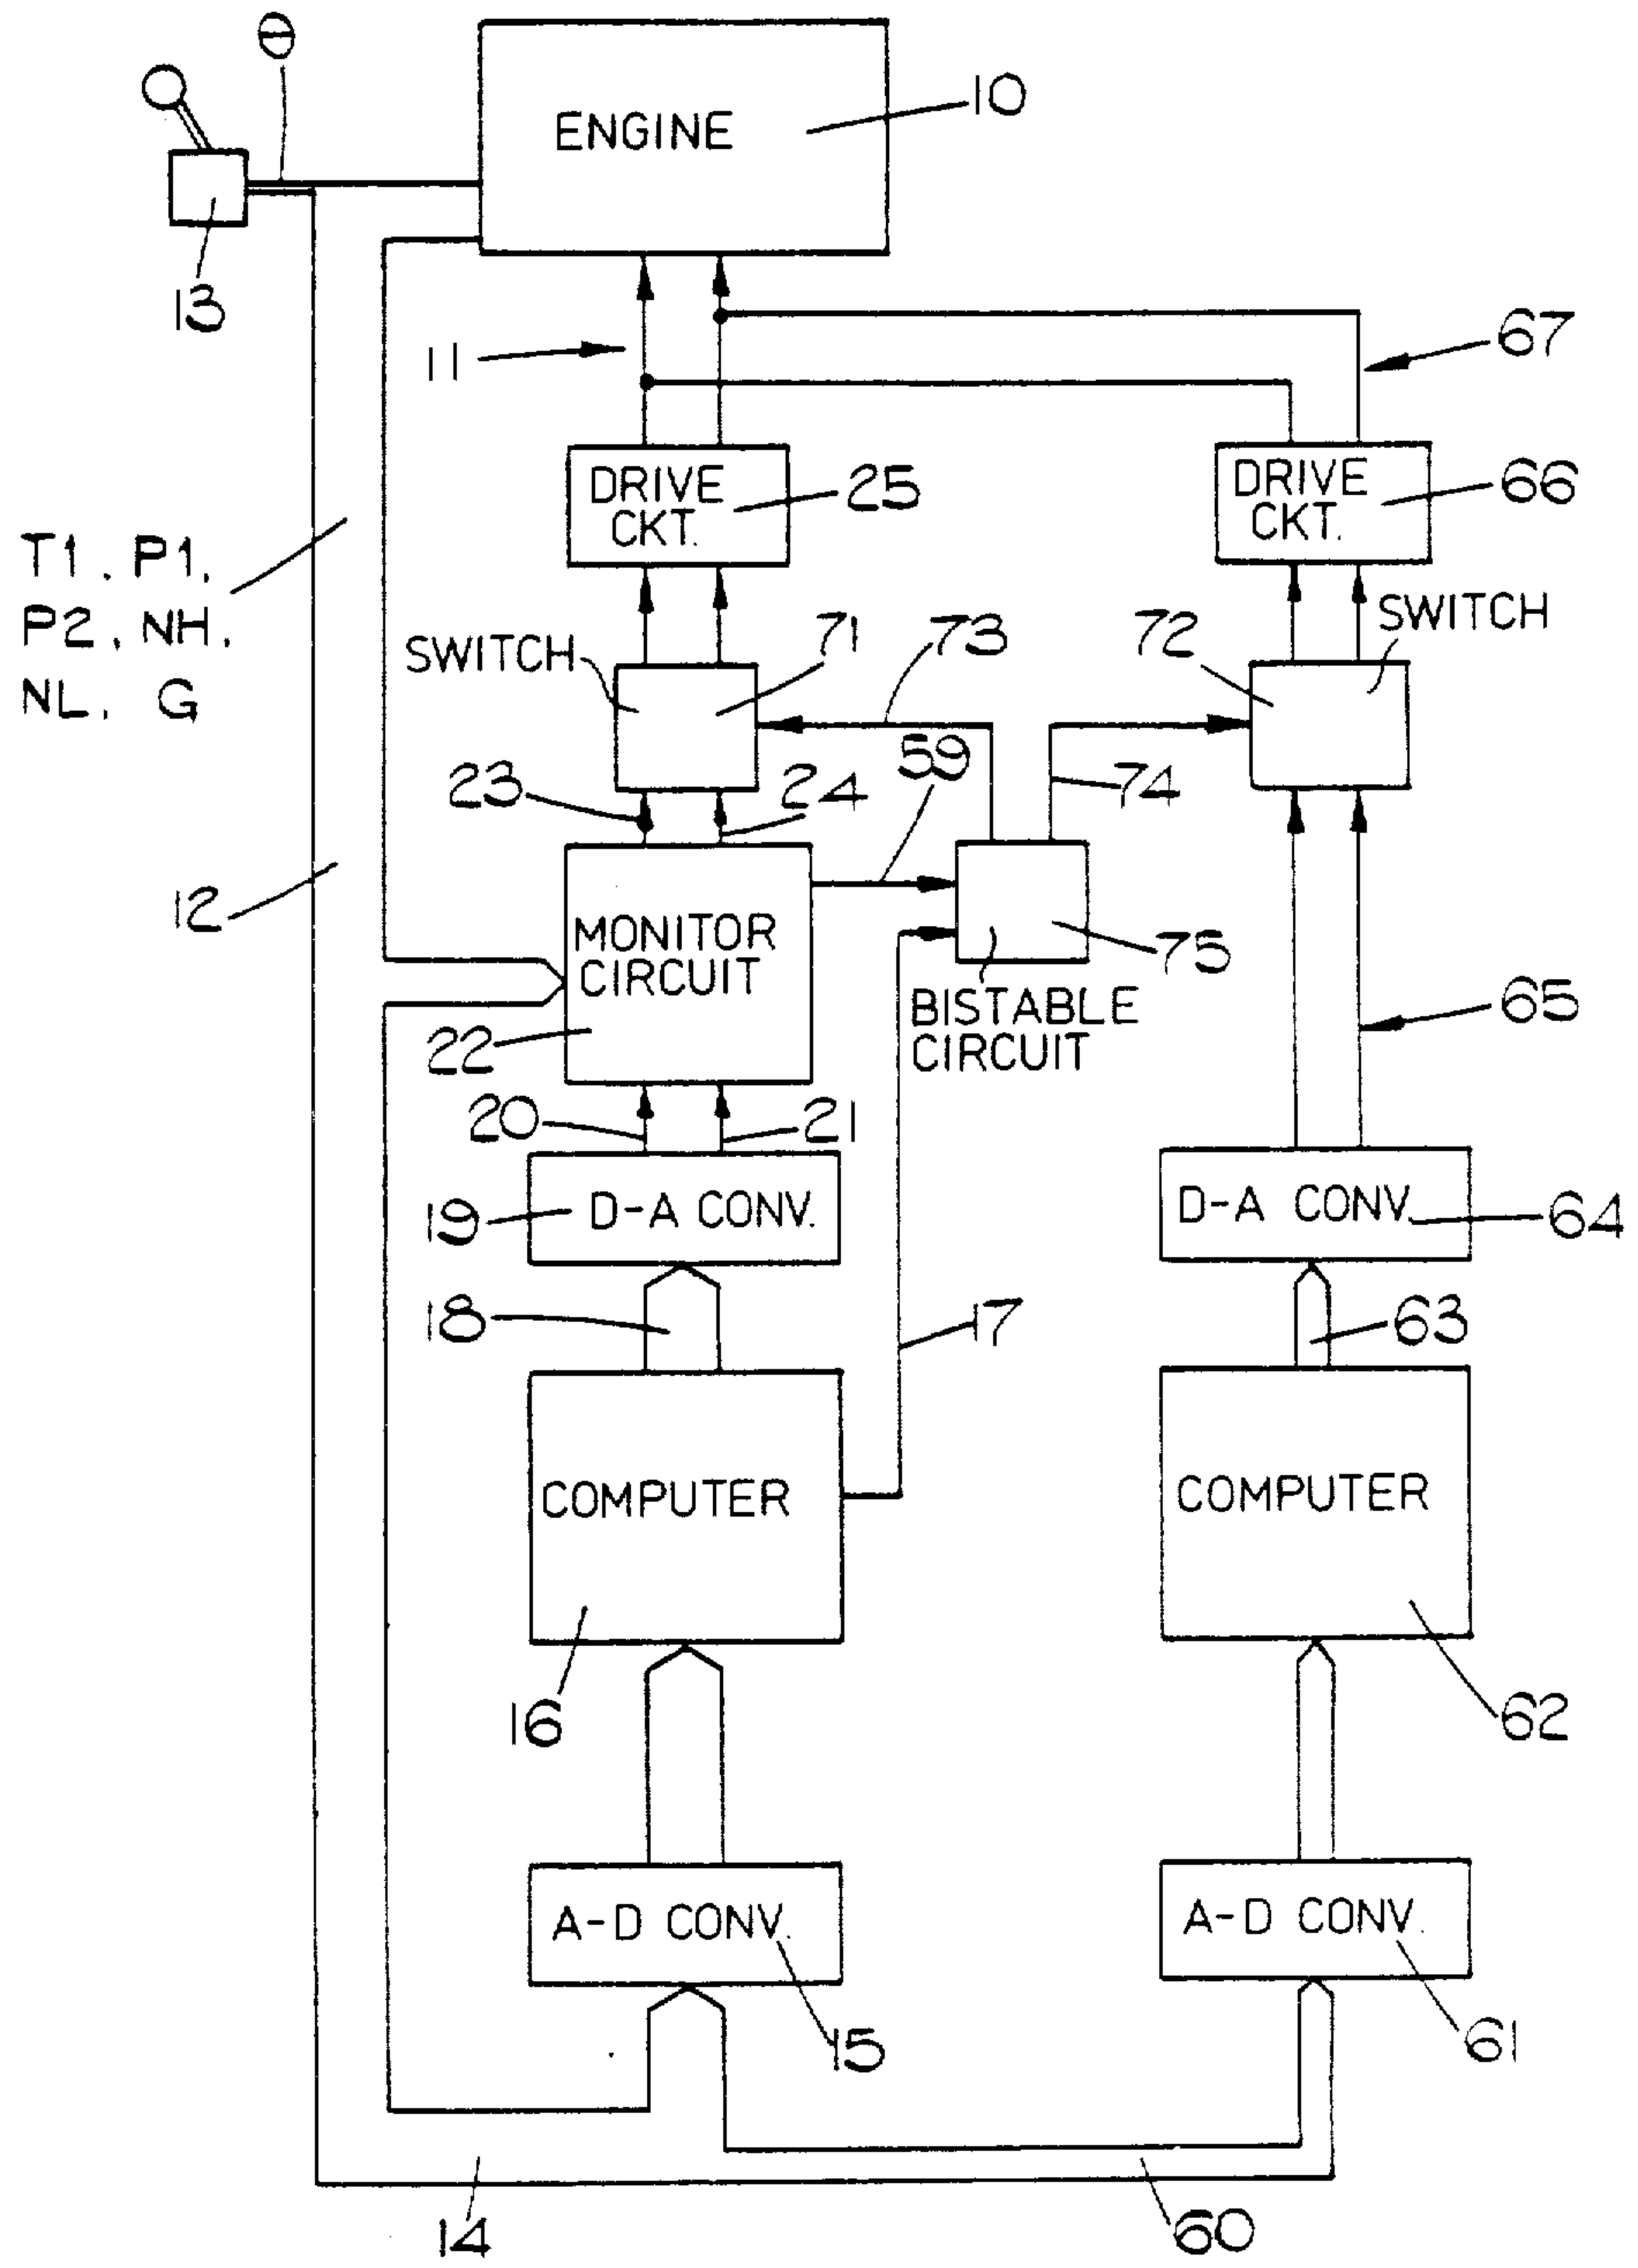 θ
ENGINE
10
13
11
67
DRIVE
CKT.
25
DRIVE
CKT.
66
T1, P1,
P2, NH,
NL, G
SWITCH
71
73
72
SWITCH
23
24
59
74
12
MONITOR
CIRCUIT
22
75
BISTABLE
CIRCUIT
65
20
21
19
D-A CONV.
D-A CONV.
64
18
17
63
COMPUTER
COMPUTER
16
62
A-D CONV.
A-D CONV.
15
61
14
60